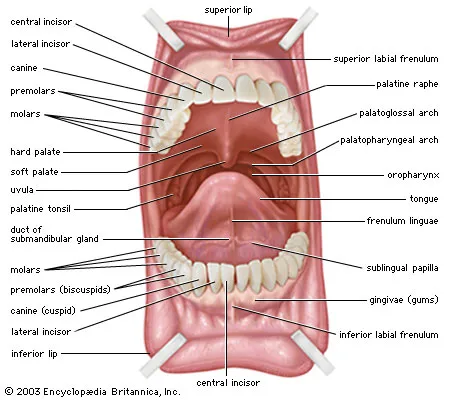 superior lip
central incisor
lateral incisor
canine
premolars
molars
hard palate
soft palate
uvula
palatine tonsil
duct of
submandibular gland
molars
premolars (biscuspids)
canine (cuspid)
lateral incisor
inferior lip
superior labial frenulum
palatine raphe
palatoglossal arch
palatopharyngeal arch
oropharynx
tongue
frenulum linguae
sublingual papilla
gingivae (gums)
inferior labial frenulum
central incisor
© 2003 Encyclopædia Britannica, Inc.